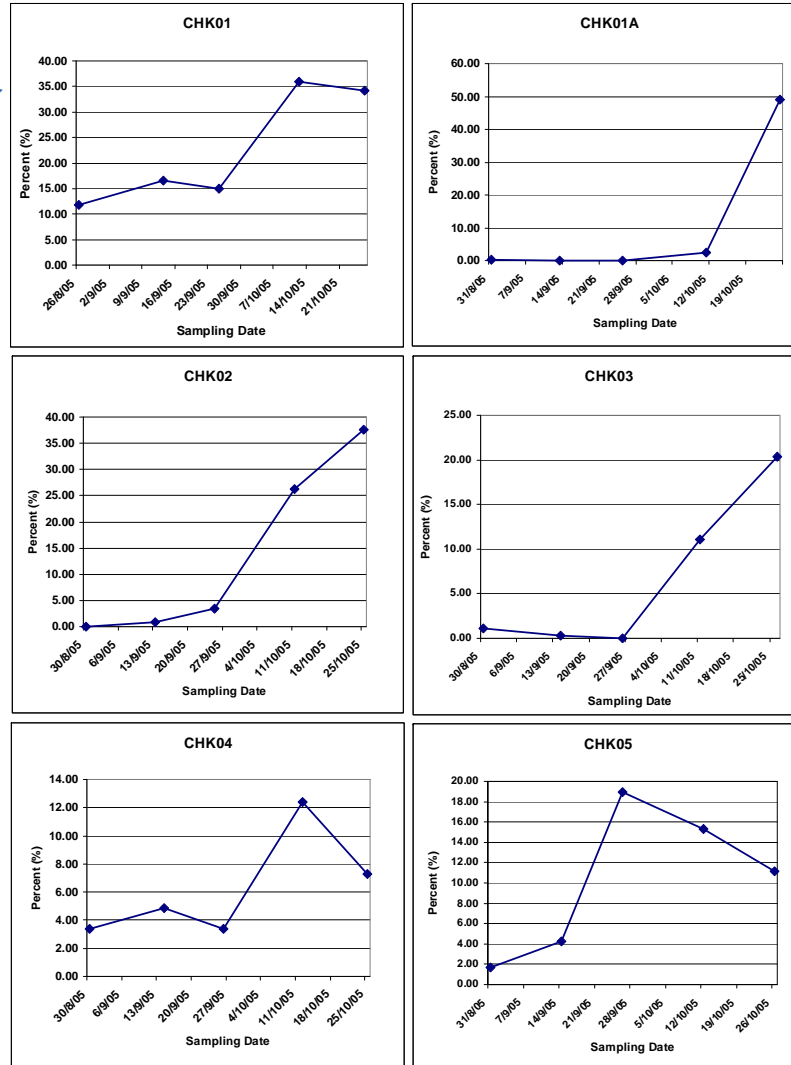 CHK01
40.00
35.00
30.00
25.00
20.00
15.00
10.00
5.00
0.00
Percent (%)
26/8/05 2/9/05 9/9/05 16/9/05 23/9/05 30/9/05 7/10/05 14/10/05 21/10/05
Sampling Date
CHK01A
60.00
50.00
40.00
30.00
20.00
10.00
0.00
Percent (%)
31/8/05 7/9/05 14/9/05 21/9/05 28/9/05 5/10/05 12/10/05 19/10/05
Sampling Date
CHK02
40.00
35.00
30.00
25.00
20.00
15.00
10.00
5.00
0.00
Percent (%)
30/8/05 6/9/05 13/9/05 20/9/05 27/9/05 4/10/05 11/10/05 18/10/05 25/10/05
Sampling Date
CHK03
25.00
20.00
15.00
10.00
5.00
0.00
Percent (%)
30/8/05 6/9/05 13/9/05 20/9/05 27/9/05 4/10/05 11/10/05 18/10/05 25/10/05
Sampling Date
CHK04
14.00
12.00
10.00
8.00
6.00
4.00
2.00
0.00
Percent (%)
30/8/05 6/9/05 13/9/05 20/9/05 27/9/05 4/10/05 11/10/05 18/10/05 25/10/05
Sampling Date
CHK05
20.00
18.00
16.00
14.00
12.00
10.00
8.00
6.00
4.00
2.00
0.00
Percent (%)
31/8/05 7/9/05 14/9/05 21/9/05 28/9/05 5/10/05 12/10/05 19/10/05 26/10/05
Sampling Date